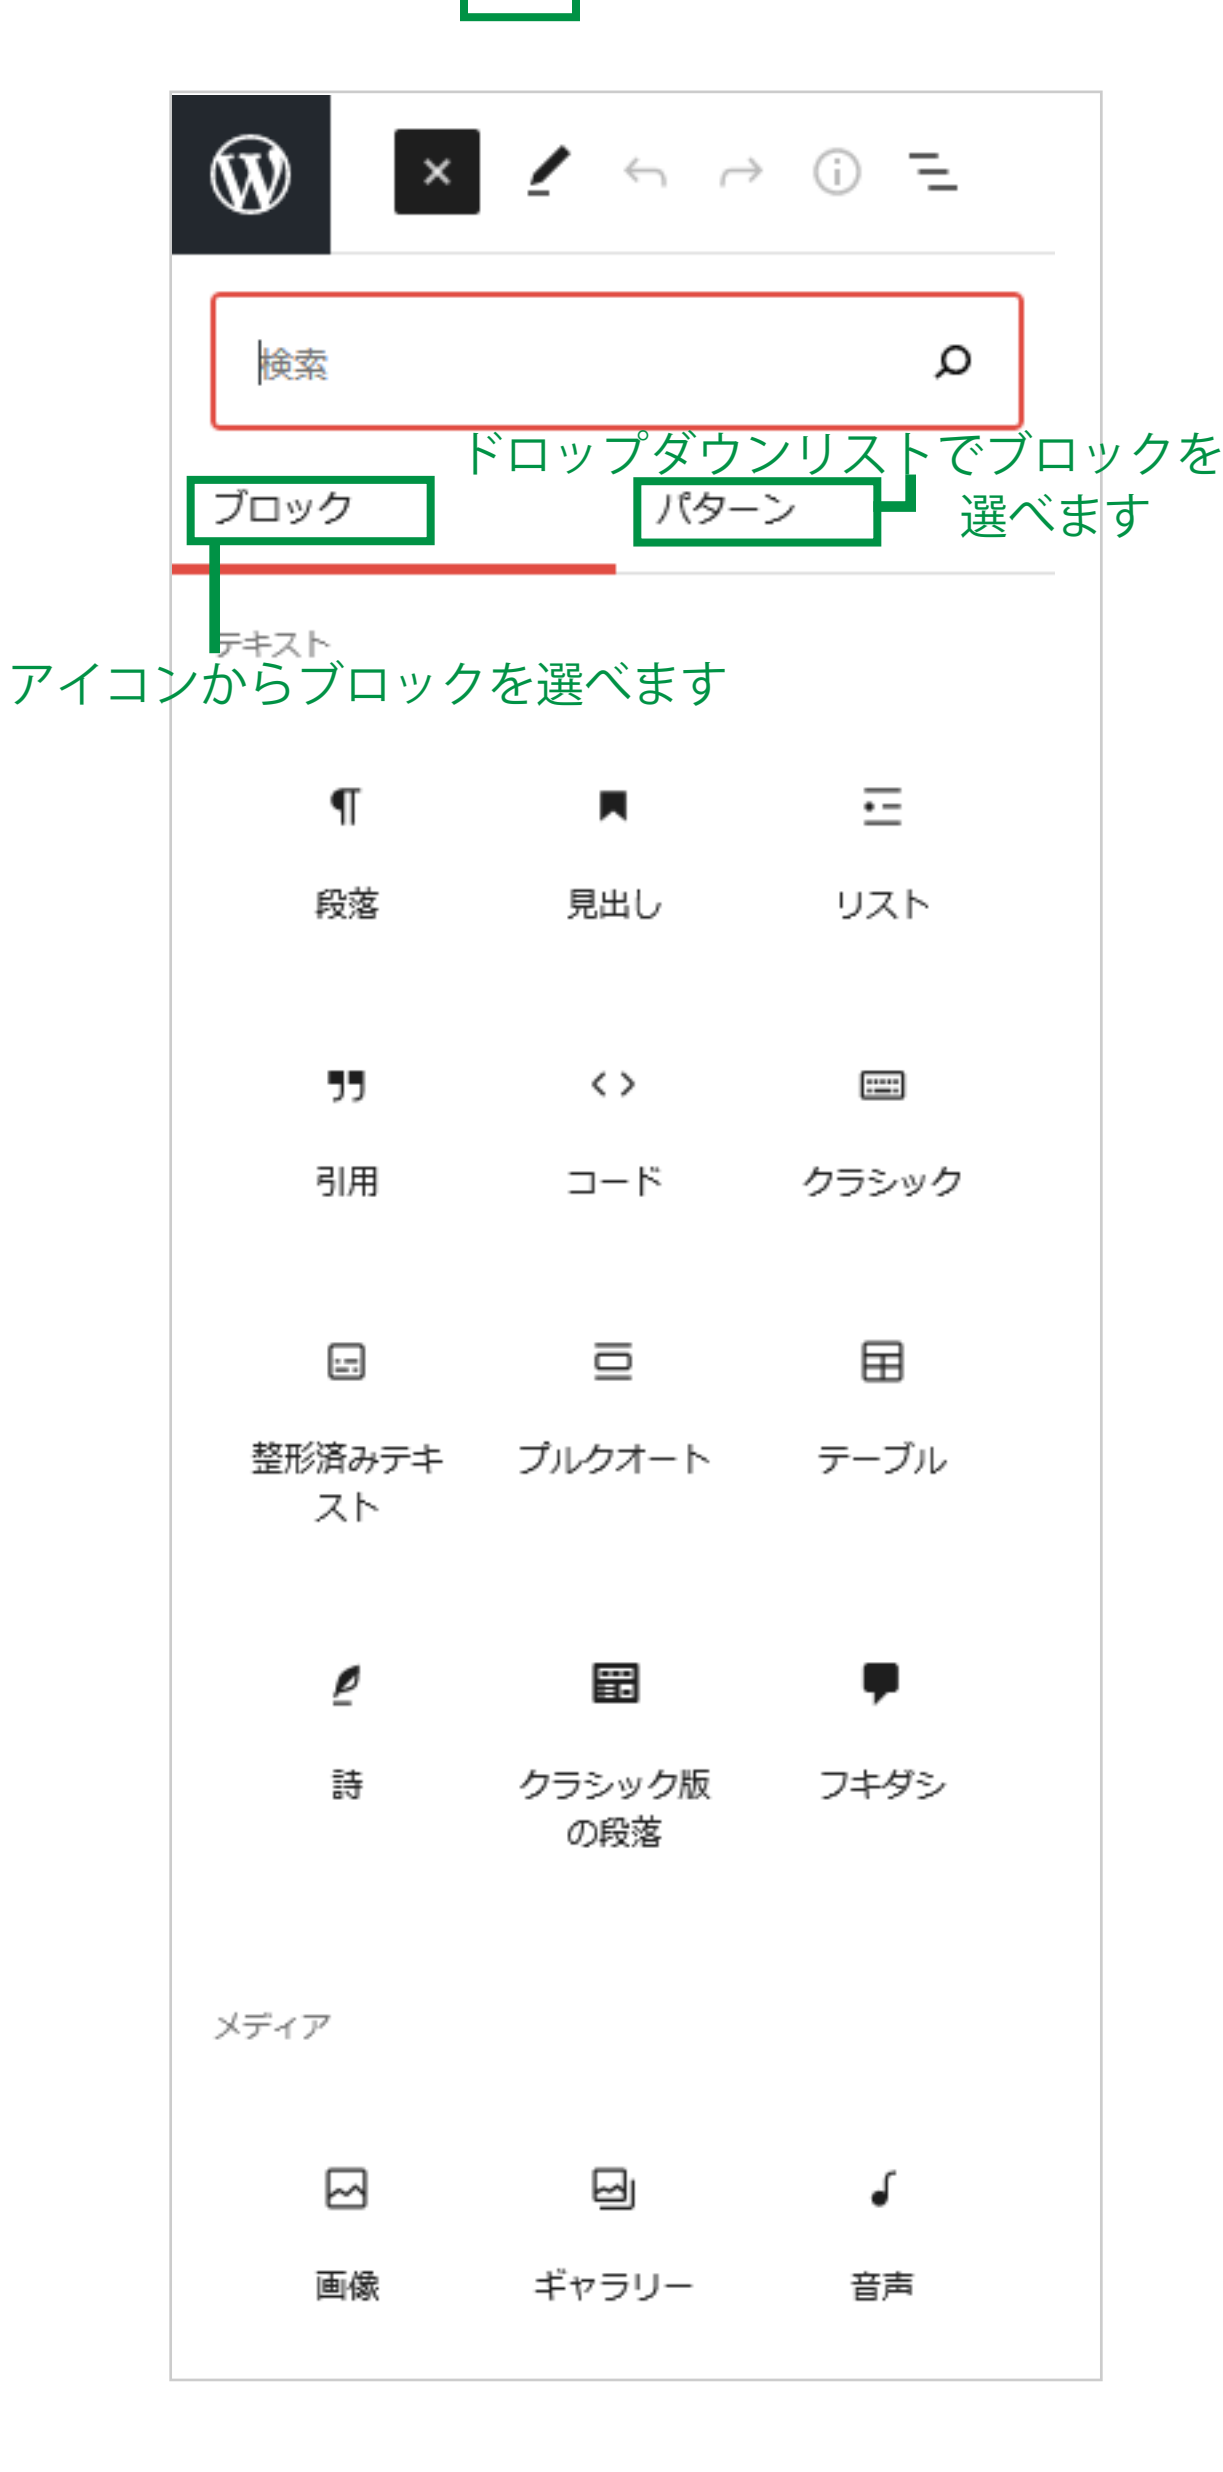 検索
ドロップダウンリストでブロックを
選べます
ブロック
パターン
テキスト
アイコンからブロックを選べます
段落
見出し
リスト
引用
コード
クラシック
整形済みテキ
スト
プルクオート
テーブル
詩
クラシック版
の段落
フキダシ
メディア
画像
ギャラリー
音声